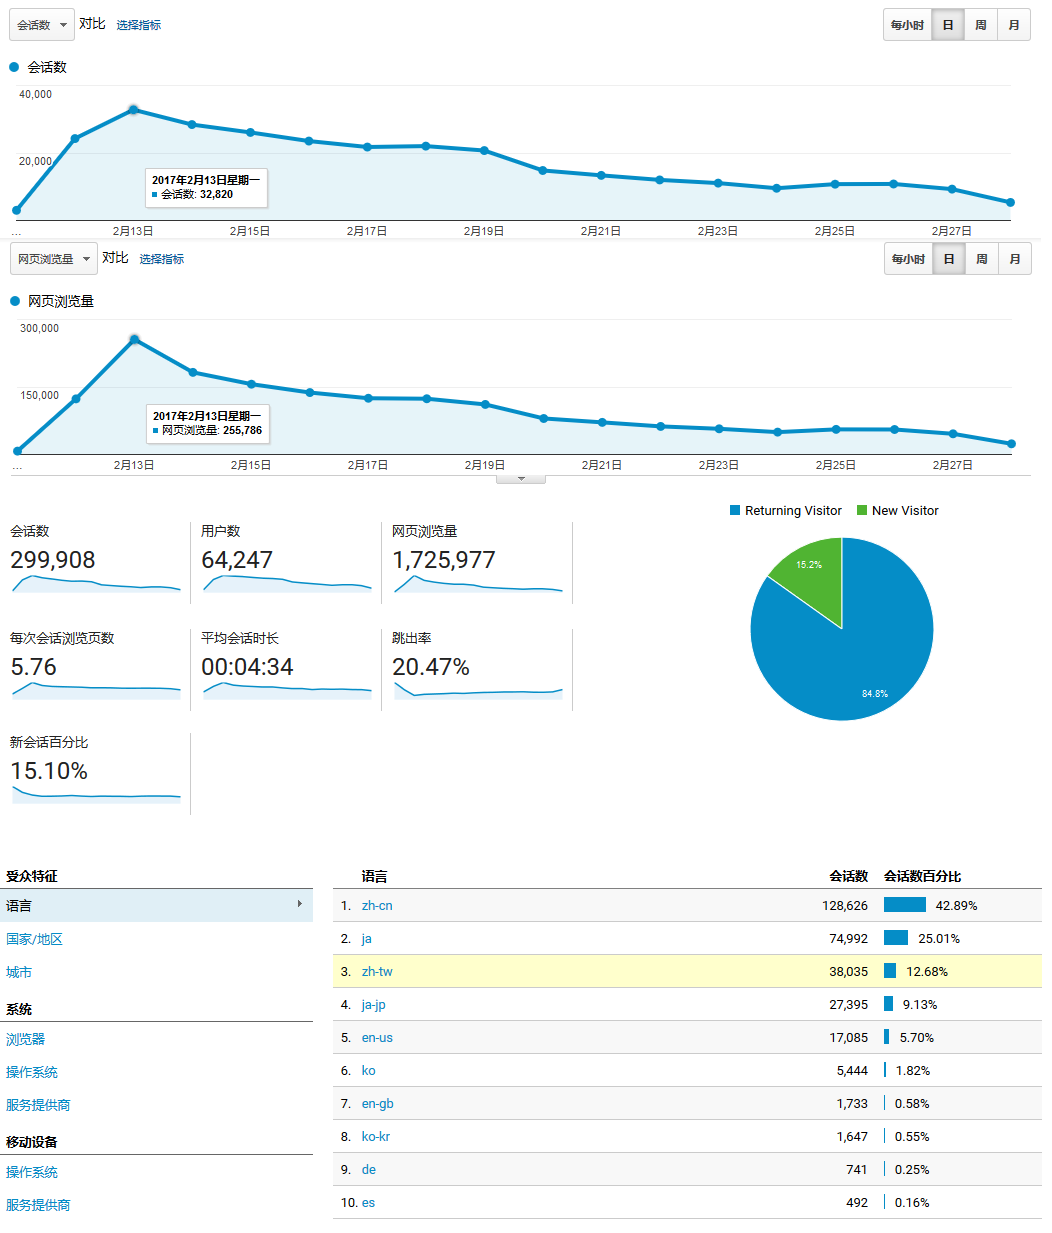 会话数 对比 选择指标 每小时 日 周 月
会话数
40,000
20,000
2017年2月13日星期一
会话数: 32,820
... 2月13日 2月15日 2月17日 2月19日 2月21日 2月23日 2月25日 2月27日
网页浏览量 对比 选择指标 每小时 日 周 月
网页浏览量
300,000
150,000
2017年2月13日星期一
网页浏览量: 255,786
... 2月13日 2月15日 2月17日 2月19日 2月21日 2月23日 2月25日 2月27日
Returning Visitor New Visitor
15.2%
84.8%
会话数 用户数 网页浏览量
299,908 64,247 1,725,977
每次会话浏览页数 平均会话时长 跳出率
5.76 00:04:34 20.47%
新会话百分比
15.10%
受众特征
语言
国家/地区
城市
系统
浏览器
操作系统
服务提供商
移动设备
操作系统
服务提供商
语言 会话数 会话数百分比
1. zh-cn 128,626 42.89%
2. ja 74,992 25.01%
3. zh-tw 38,035 12.68%
4. ja-jp 27,395 9.13%
5. en-us 17,085 5.70%
6. ko 5,444 1.82%
7. en-gb 1,733 0.58%
8. ko-kr 1,647 0.55%
9. de 741 0.25%
10. es 492 0.16%